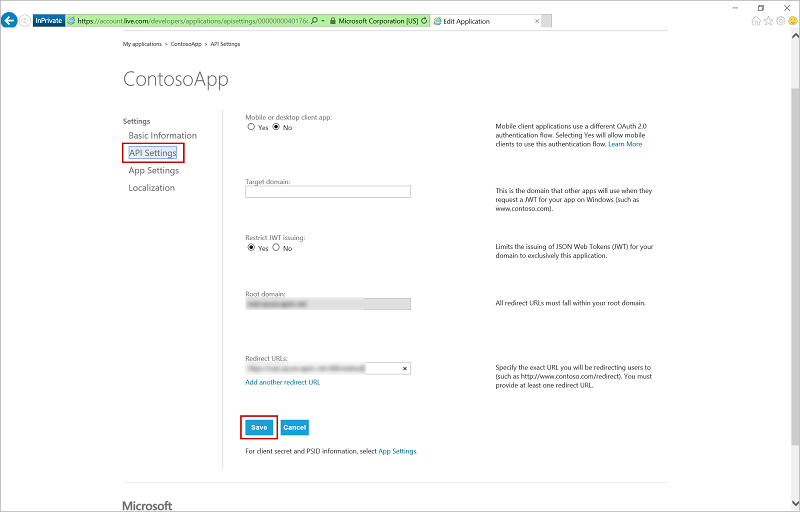 InPrivate
https://account.live.com/developers/applications/apisettings/0000000040176c
Microsoft Corporation [US]
Edit Application
My applications > ContosoApp > API Settings
ContosoApp
Settings
Basic Information
API Settings
App Settings
Localization
Mobile or desktop client app:
Yes No
Mobile client applications use a different OAuth 2.0
authentication flow. Selecting Yes will allow mobile
clients to use this authentication flow. Learn More
Target domain:
This is the domain that other apps will use when they
request a JWT for your app on Windows (such as
www.contoso.com).
Restrict JWT issuing:
Yes No
Limits the issuing of JSON Web Tokens (JWT) for your
domain to exclusively this application.
Root domain:
All redirect URLs must fall within your root domain.
Redirect URLs:
Add another redirect URL
Specify the exact URL you will be redirecting users to
(such as http://www.contoso.com/redirect). You must
provide at least one redirect URL.
Save Cancel
For client secret and PSID information, select App Settings.
Microsoft